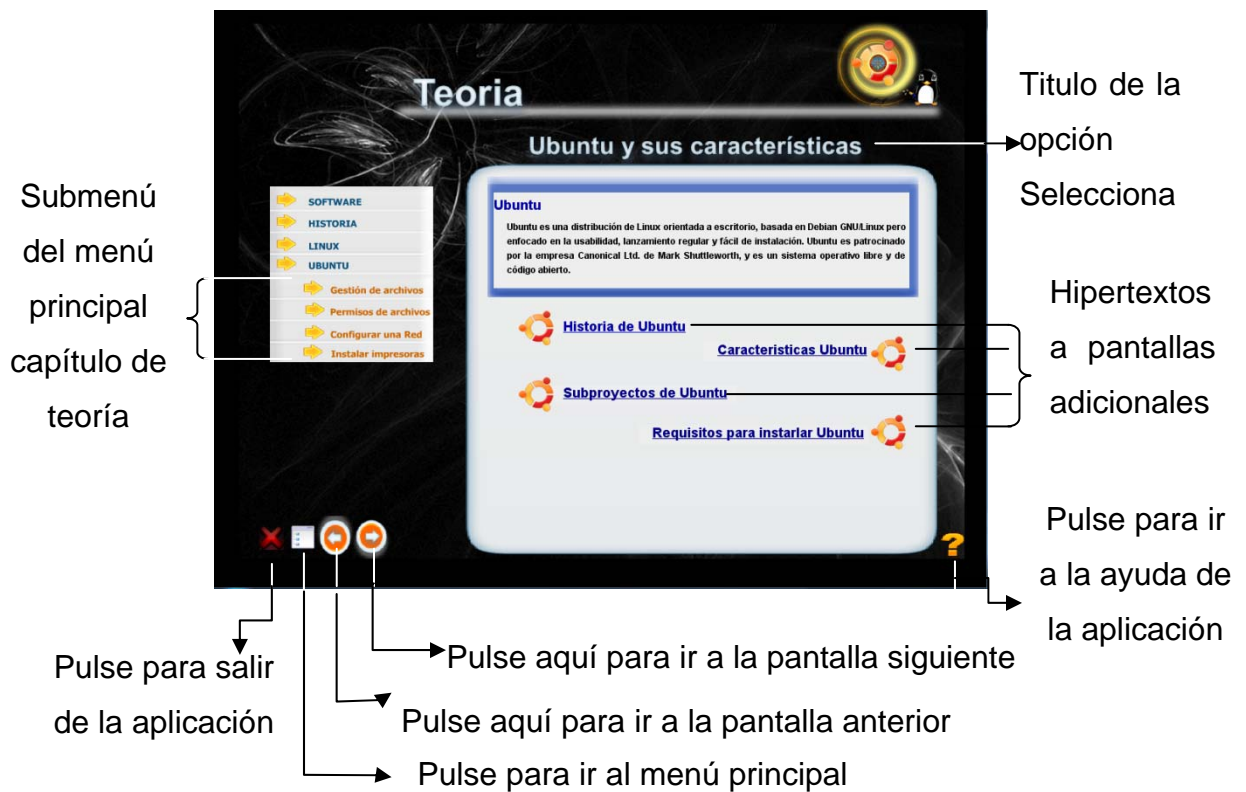 Teoria
Ubuntu y sus características
Titulo de la
opción
Selecciona
Submenú
del menú
principal
capítulo de
teoría
SOFTWARE
HISTORIA
LINUX
UBUNTU
Gestión de archivos
Permisos de archivos
Configurar una Red
Instalar impresoras
Ubuntu
Ubuntu es una distribución de Linux orientada a escritorio, basada en Debian GNU/Linux pero
enfocado en la usabilidad, lanzamiento regular y fácil de instalación. Ubuntu es patrocinado
por la empresa Canonical Ltd. de Mark Shuttleworth, y es un sistema operativo libre y de
código abierto.
Historia de Ubuntu
Caracteristicas Ubuntu
Subproyectos de Ubuntu
Requisitos para instarlar Ubuntu
Hipertextos
a pantallas
adicionales
?
Pulse para ir
a la ayuda de
la aplicación
Pulse para salir
de la aplicación
Pulse aquí para ir a la pantalla siguiente
Pulse aquí para ir a la pantalla anterior
Pulse para ir al menú principal